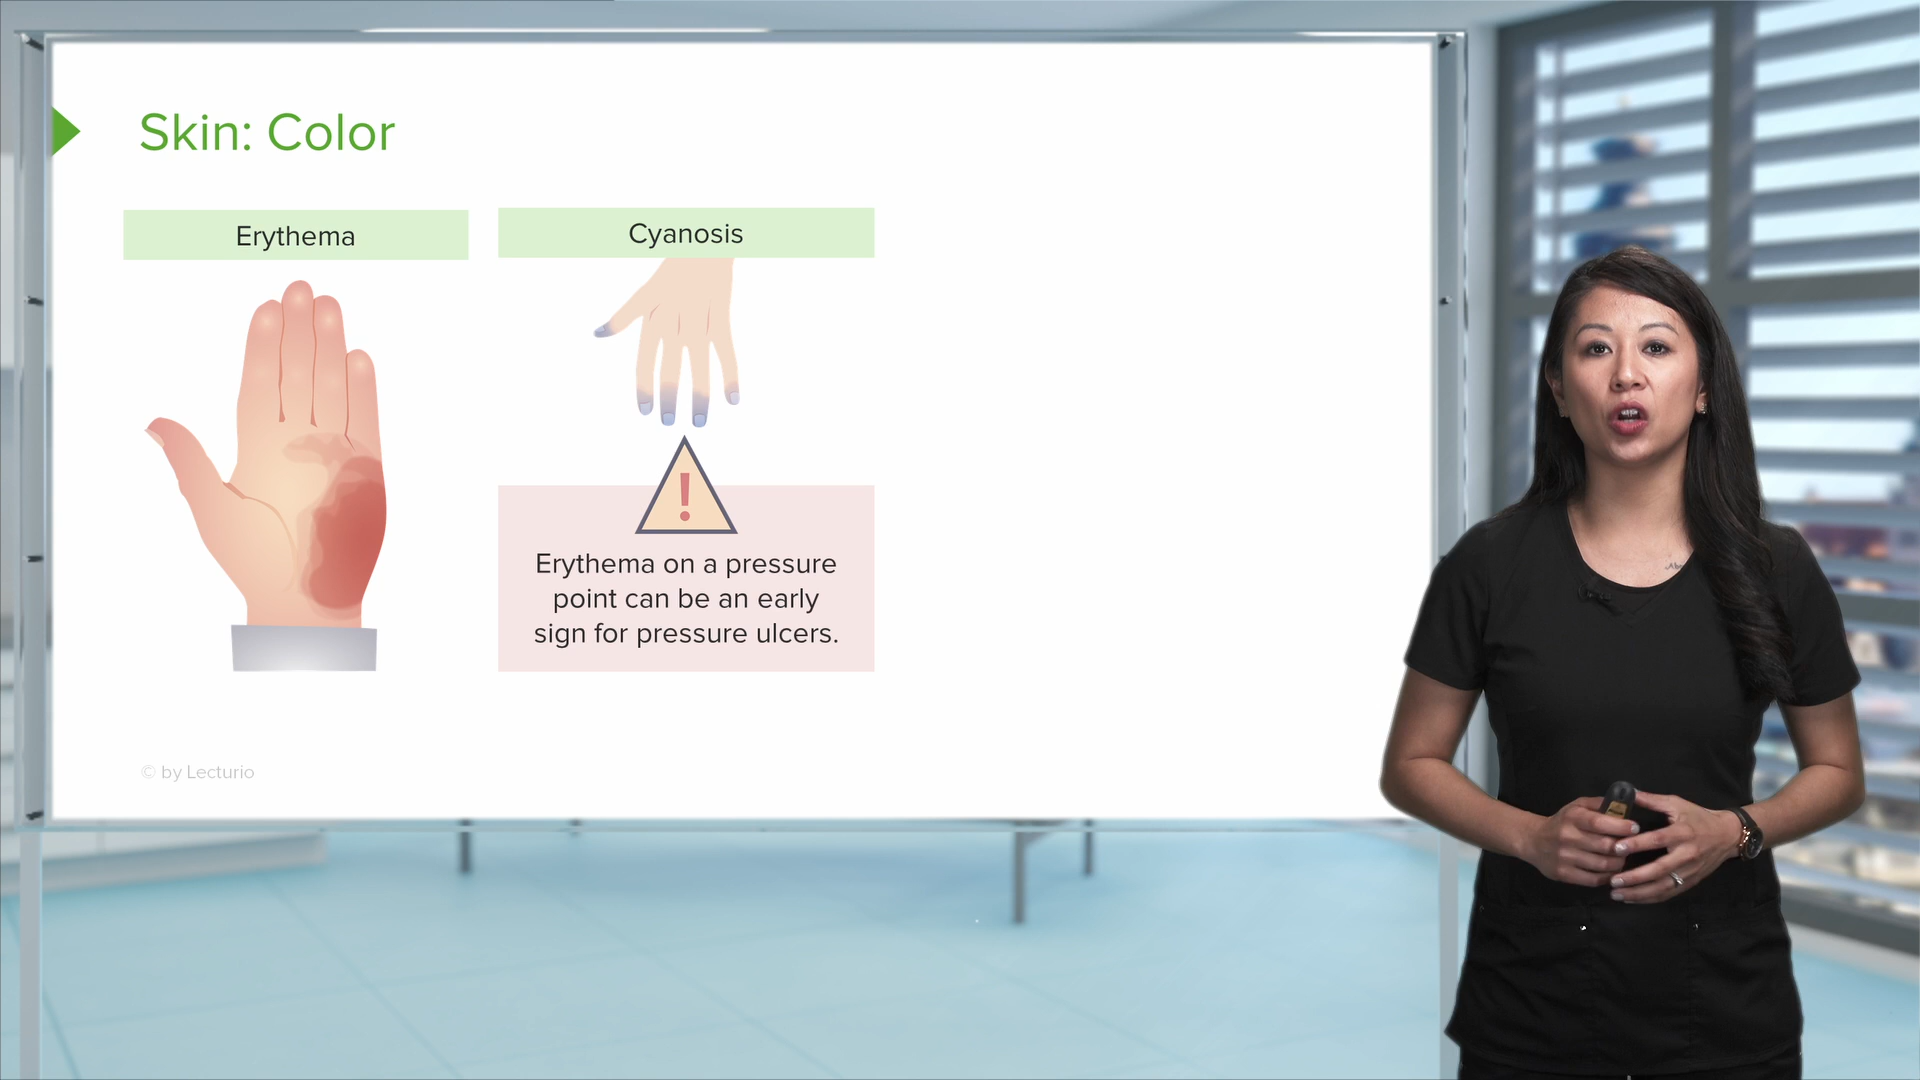 Skin: Color
Erythema
Cyanosis
!
Erythema on a pressure
point can be an early
sign for pressure ulcers.
© by Lecturio